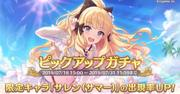 ピックアップガチャ
2019/07/16 15:00 ～ 2019/07/31 11:59まで
限定キャラ「サレン(サマー)」の出現率UP!